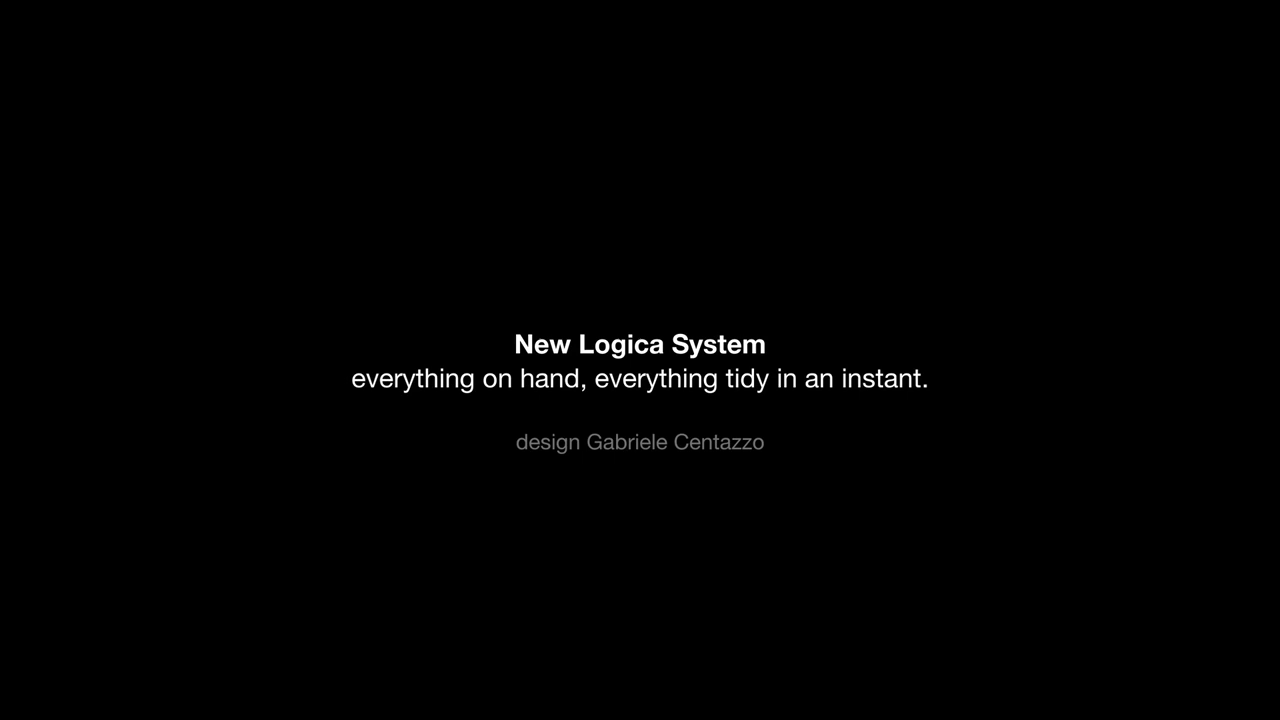 New Logica System
everything on hand, everything tidy in an instant.
design Gabriele Centazzo